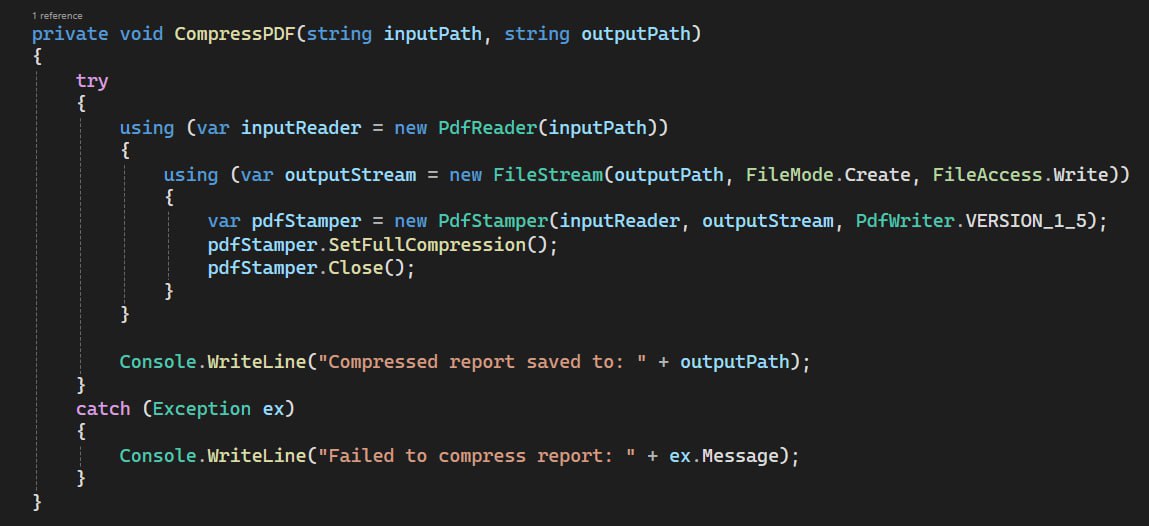 1 reference
private void CompressPDF(string inputPath, string outputPath)
{
try
{
using (var inputReader = new PdfReader(inputPath))
{
using (var outputStream = new FileStream(outputPath, FileMode.Create, FileAccess.Write))
{
var pdfStamper = new PdfStamper(inputReader, outputStream, PdfWriter.VERSION_1_5);
pdfStamper.SetFullCompression();
pdfStamper.Close();
}
}
Console.WriteLine("Compressed report saved to: " + outputPath);
}
catch (Exception ex)
{
Console.WriteLine("Failed to compress report: " + ex.Message);
}
}